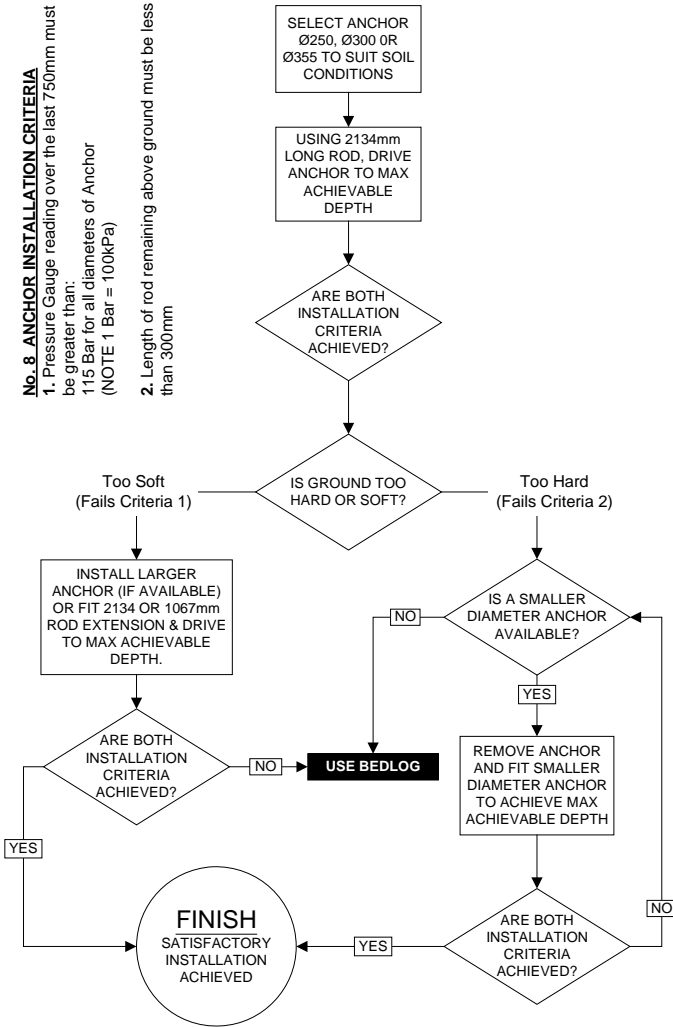 No. 8 ANCHOR INSTALLATION CRITERIA
1. Pressure Gauge reading over the last 750mm must
be greater than:
115 Bar for all diameters of Anchor
(NOTE 1 Bar = 100kPa)
2. Length of rod remaining above ground must be less
than 300mm
SELECT ANCHOR
Ø250, Ø300 0R
Ø355 TO SUIT SOIL
CONDITIONS
USING 2134mm
LONG ROD, DRIVE
ANCHOR TO MAX
ACHIEVABLE
DEPTH
ARE BOTH
INSTALLATION
CRITERIA
ACHIEVED?
IS GROUND TOO
HARD OR SOFT?
Too Soft
(Fails Criteria 1)
Too Hard
(Fails Criteria 2)
INSTALL LARGER
ANCHOR (IF AVAILABLE)
OR FIT 2134 OR 1067mm
ROD EXTENSION & DRIVE
TO MAX ACHIEVABLE
DEPTH.
IS A SMALLER
DIAMETER ANCHOR
AVAILABLE?
NO
YES
ARE BOTH
INSTALLATION
CRITERIA
ACHIEVED?
NO
USE BEDLOG
REMOVE ANCHOR
AND FIT SMALLER
DIAMETER ANCHOR
TO ACHIEVE MAX
ACHIEVABLE DEPTH
YES
FINISH
SATISFACTORY
INSTALLATION
ACHIEVED
YES
ARE BOTH
INSTALLATION
CRITERIA
ACHIEVED?
NO